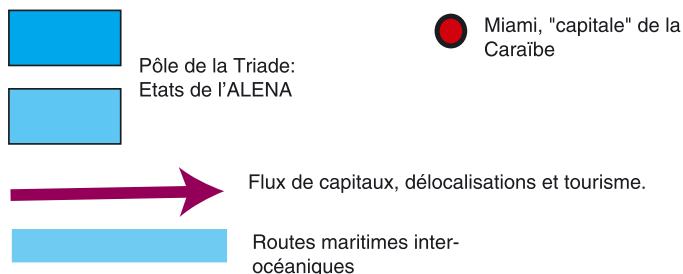 Pôle de la Triade:
Etats de l'ALENA
Miami, "capitale" de la
Caraïbe
Flux de capitaux, délocalisations et tourisme.
Routes maritimes inter-
océaniques